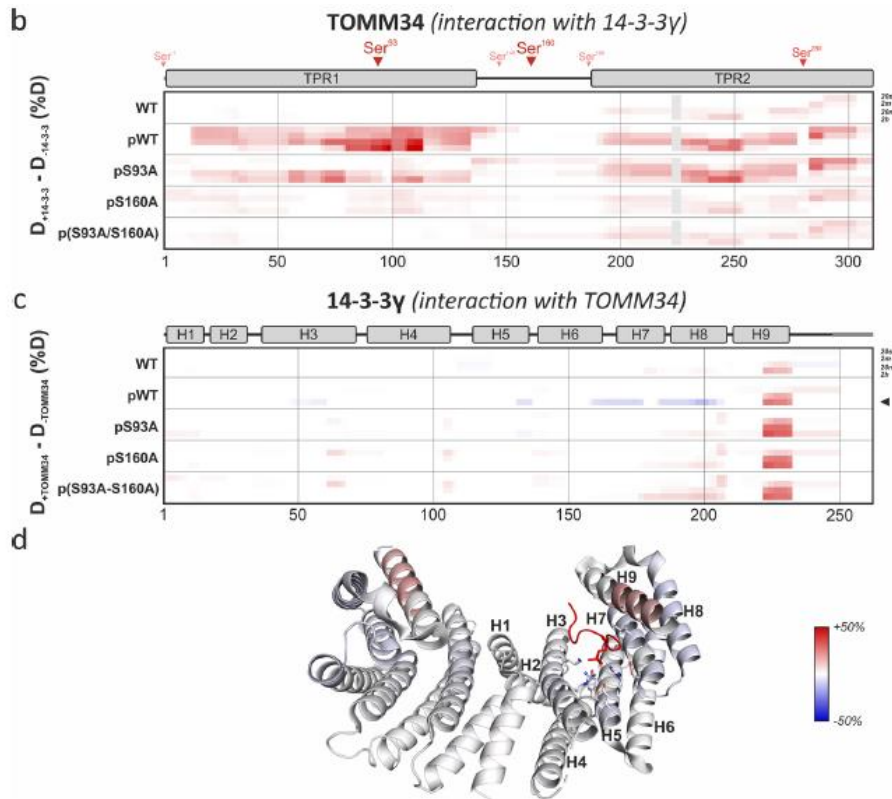 b TOMM34 (interaction with 14-3-3γ)
Ser⁹³ Ser¹⁶⁰
TPR1 TPR2
D+14-3-3 - D-14-3-3 (%D)
WT
pWT
pS93A
pS160A
p(S93A/S160A)
1 50 100 150 200 250 300
c 14-3-3γ (interaction with TOMM34)
H1 H2 H3 H4 H5 H6 H7 H8 H9
D+TOMM34 - D-TOMM34 (%D)
WT
pWT
pS93A
pS160A
p(S93A-S160A)
1 50 100 150 200 250
d
H9
H1 H3 H7 H8
H2
H5 H6
H4
+50%
-50%